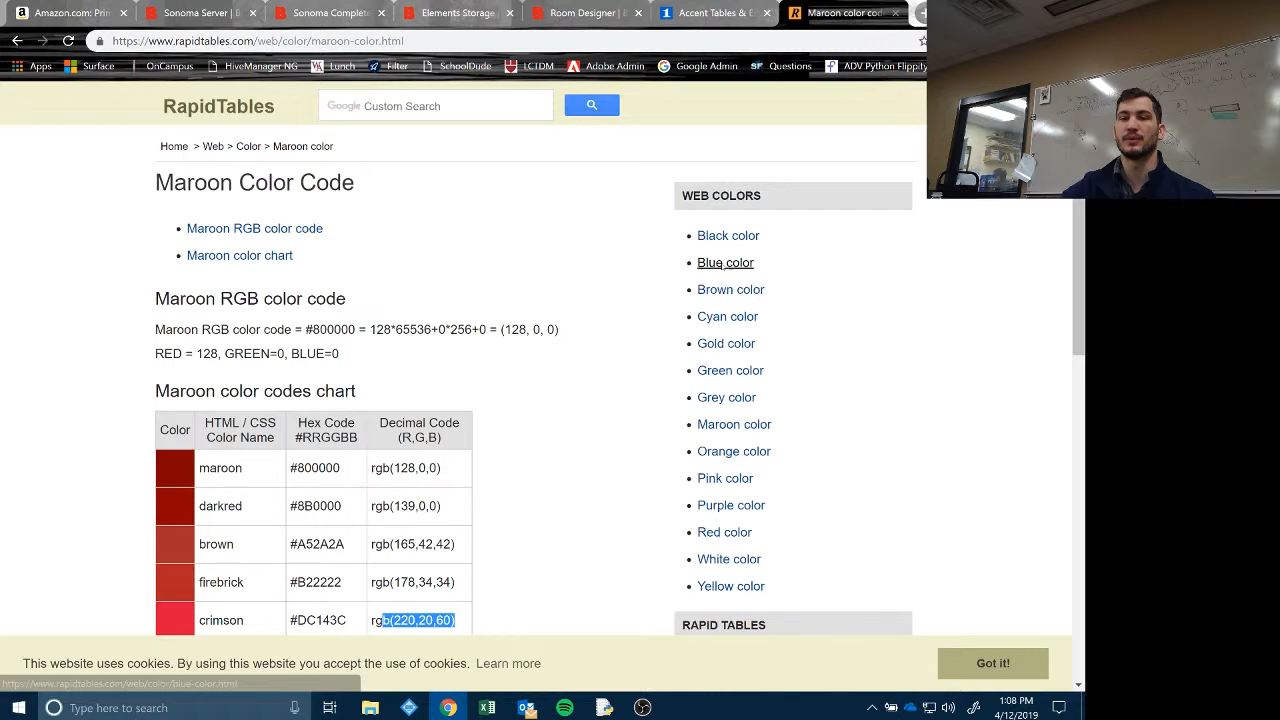 Amazon.com: Prin
Sonoma Server | B
Sonoma Complete
Elements Storage
Room Designer | B
Accent Tables & E
Maroon color cod
https://www.rapidtables.com/web/color/maroon-color.html
Apps Surface OnCampus HiveManager NG Lunch Filter SchoolDude LCTDM Adobe Admin Google Admin Questions ADV Python Flippity
RapidTables
Google Custom Search
Home > Web > Color > Maroon color
Maroon Color Code
Maroon RGB color code
Maroon color chart
Maroon RGB color code
Maroon RGB color code = #800000 = 128*65536+0*256+0 = (128, 0, 0)
RED = 128, GREEN=0, BLUE=0
Maroon color codes chart
Color
HTML / CSS
Color Name
Hex Code
#RRGGBB
Decimal Code
(R,G,B)
maroon #800000 rgb(128,0,0)
darkred #8B0000 rgb(139,0,0)
brown #A52A2A rgb(165,42,42)
firebrick #B22222 rgb(178,34,34)
crimson #DC143C rgb(220,20,60)
WEB COLORS
Black color
Blue color
Brown color
Cyan color
Gold color
Green color
Grey color
Maroon color
Orange color
Pink color
Purple color
Red color
White color
Yellow color
RAPID TABLES
This website uses cookies. By using this website you accept the use of cookies. Learn more
Got it!
https://www.rapidtables.com/web/color/blue-color.html
Type here to search
1:08 PM
4/12/2019